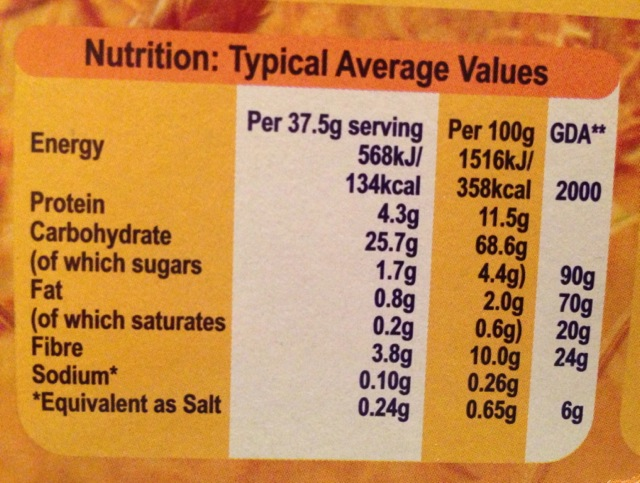 Nutrition: Typical Average Values
Per 37.5g serving Per 100g GDA**
Energy 568kJ/ 1516kJ/
134kcal 358kcal 2000
Protein 4.3g 11.5g
Carbohydrate 25.7g 68.6g
(of which sugars 1.7g 4.4g) 90g
Fat 0.8g 2.0g 70g
(of which saturates 0.2g 0.6g) 20g
Fibre 3.8g 10.0g 24g
Sodium* 0.10g 0.26g
*Equivalent as Salt 0.24g 0.65g 6g